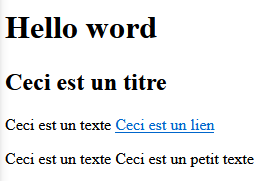 Hello word
Ceci est un titre
Ceci est un texte Ceci est un lien
Ceci est un texte Ceci est un petit texte